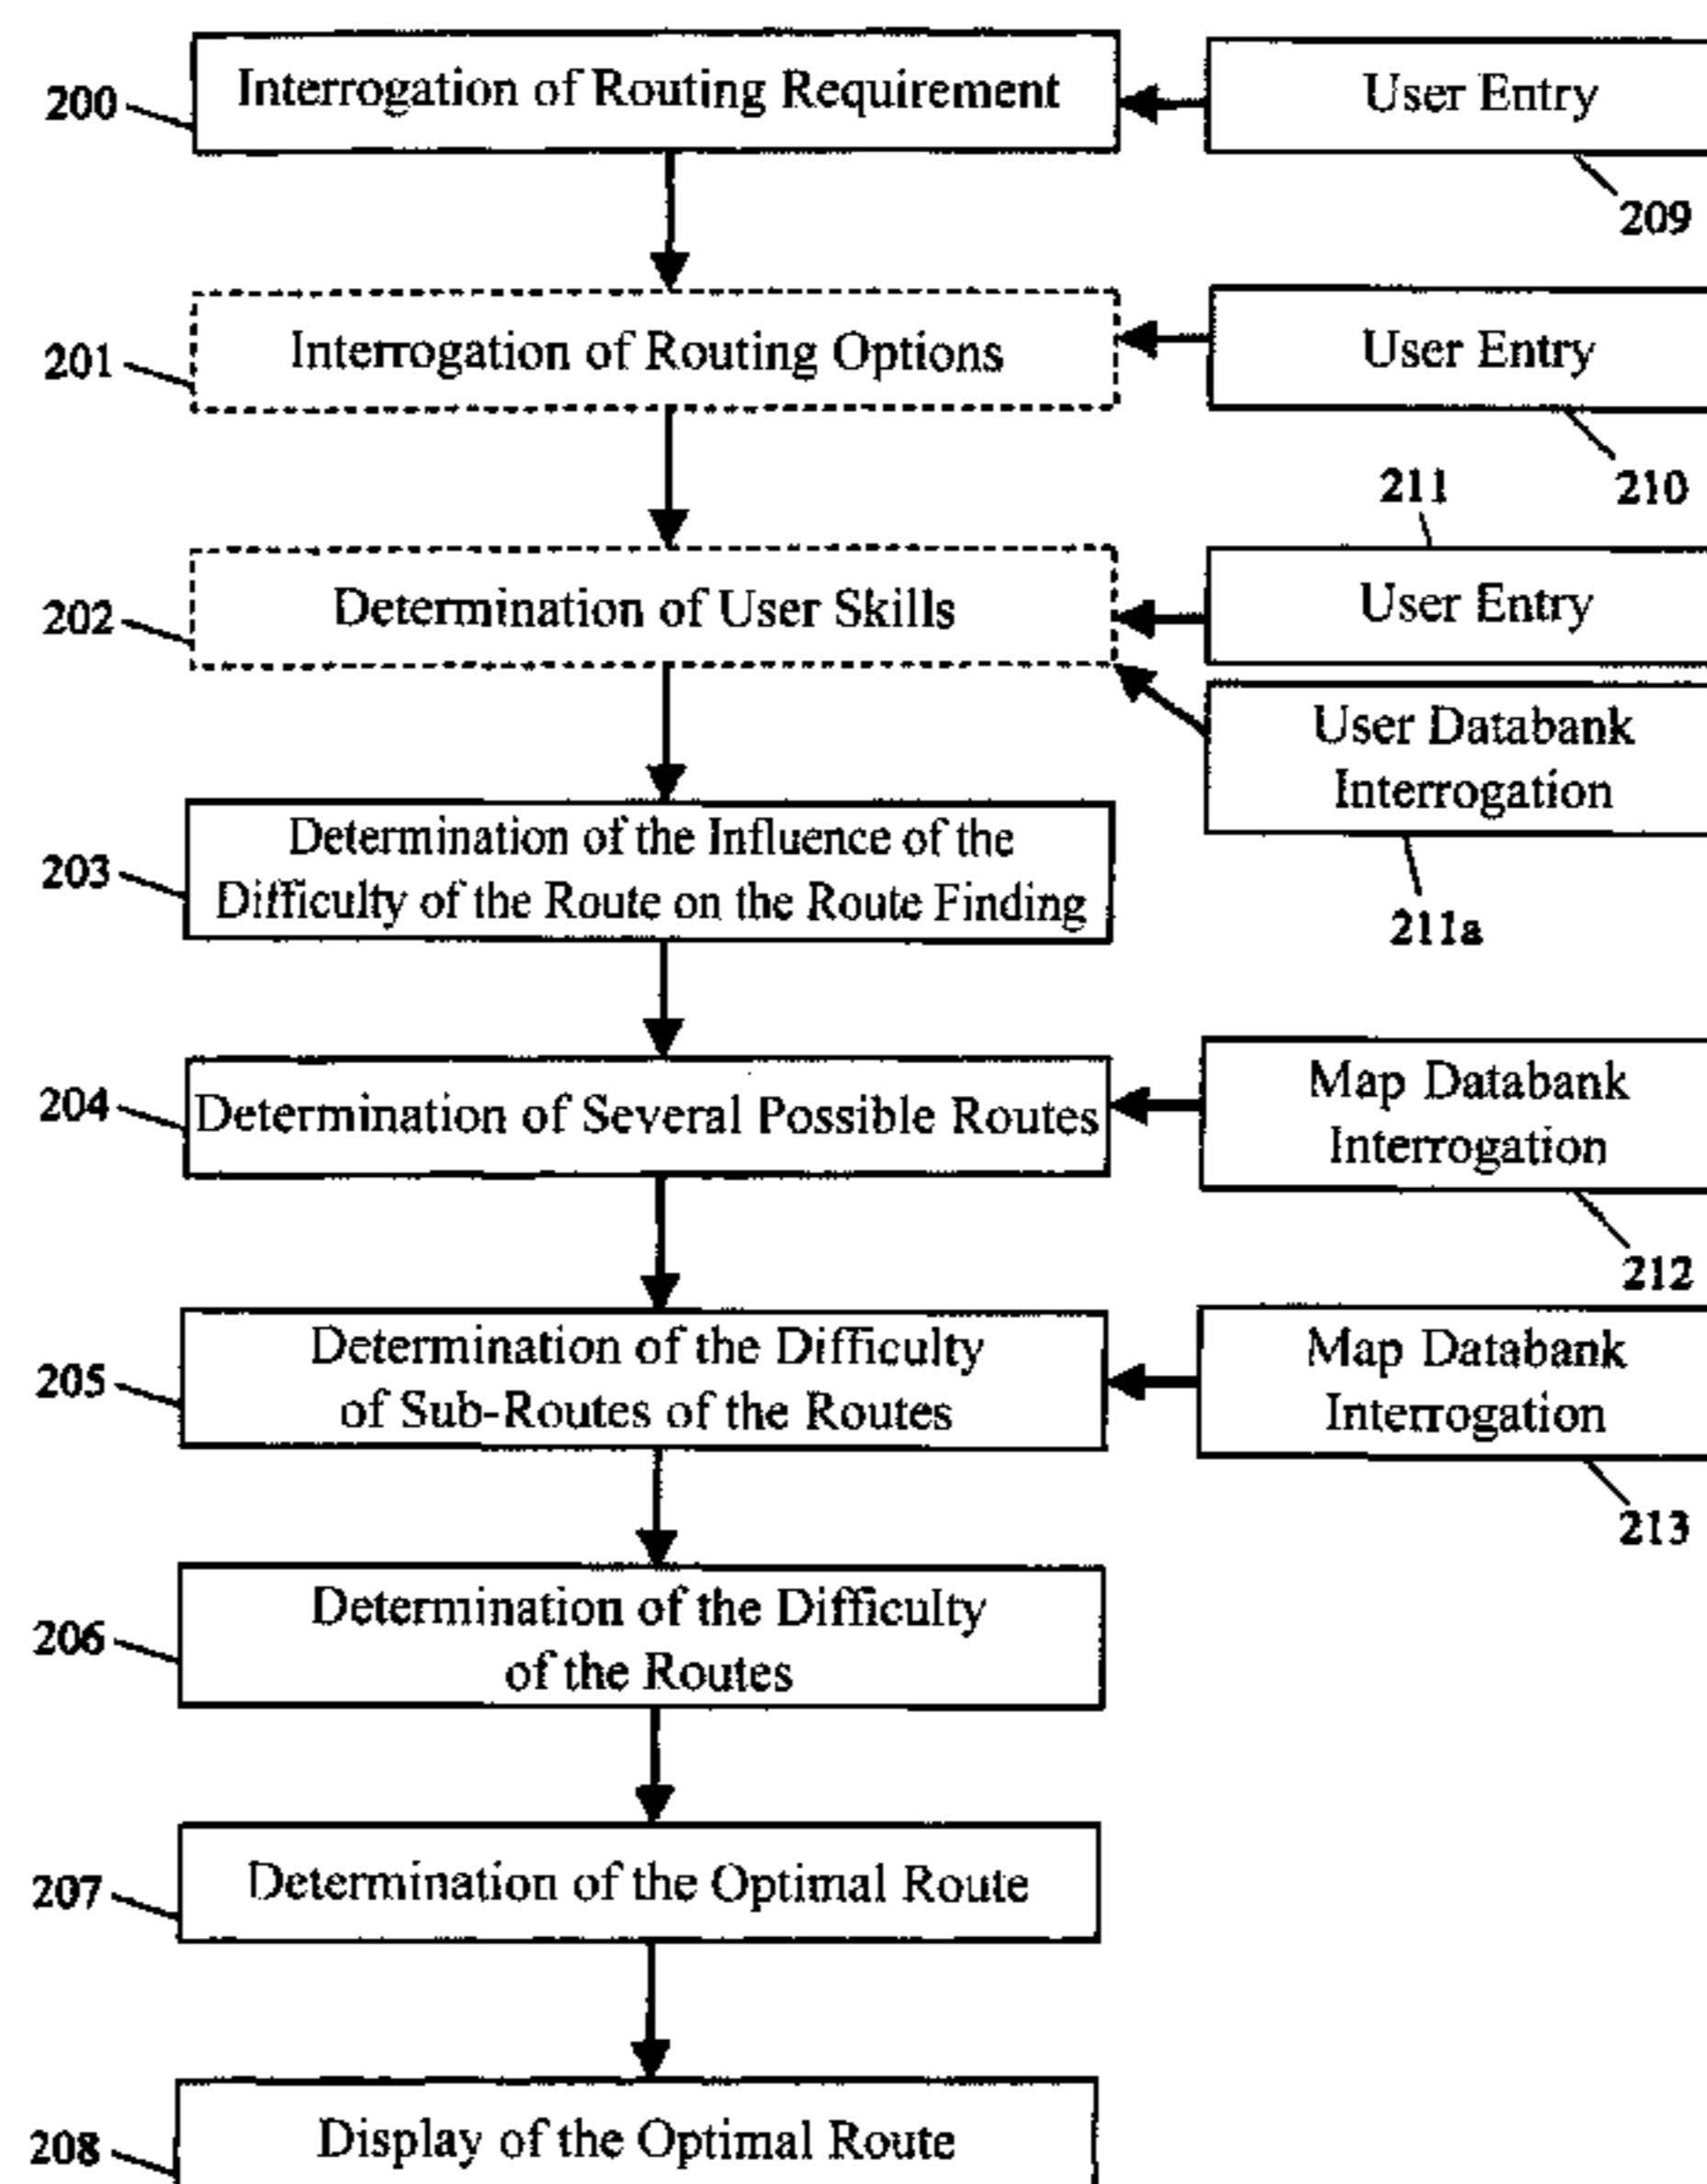 200
Interrogation of Routing Requirement
User Entry
209
201
Interrogation of Routing Options
User Entry
210
211
202
Determination of User Skills
User Entry
User Databank
Interrogation
211a
203
Determination of the Influence of the
Difficulty of the Route on the Route Finding
204
Determination of Several Possible Routes
Map Databank
Interrogation
212
205
Determination of the Difficulty
of Sub-Routes of the Routes
Map Databank
Interrogation
213
206
Determination of the Difficulty
of the Routes
207
Determination of the Optimal Route
208
Display of the Optimal Route